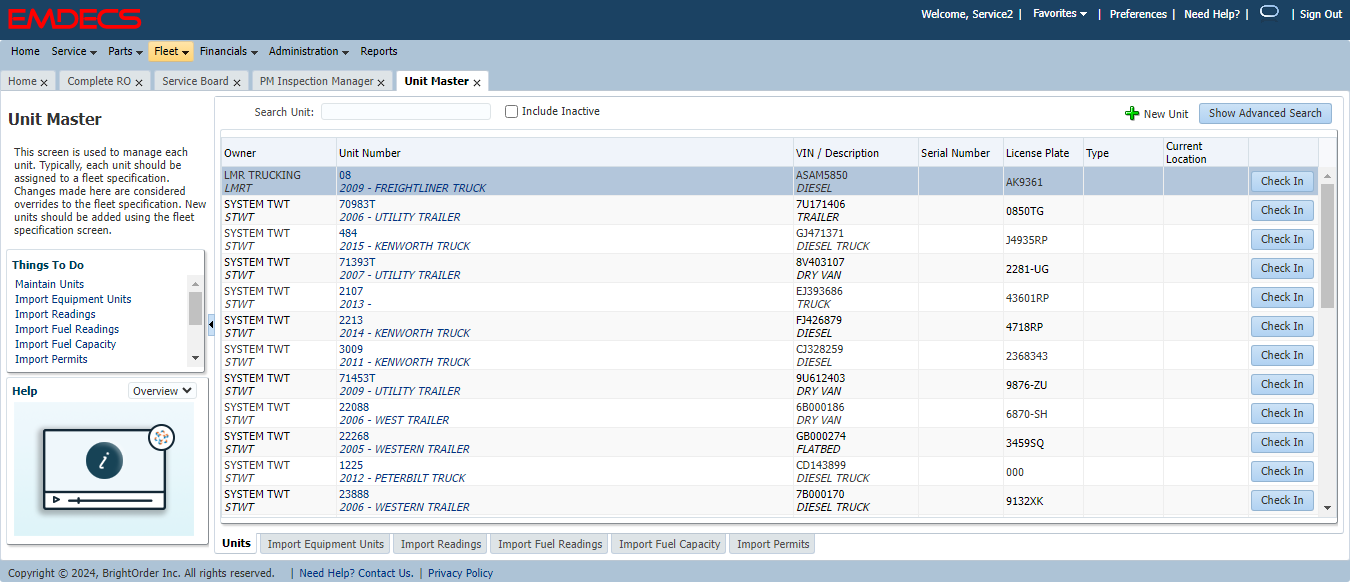 EMDECS
Welcome, Service2 | Favorites | Preferences | Need Help? | | Sign Out
Home Service Parts Fleet Financials Administration Reports
Home x Complete RO x Service Board x PM Inspection Manager x Unit Master x
Unit Master
This screen is used to manage each
unit. Typically, each unit should be
assigned to a fleet specification.
Changes made here are considered
overrides to the fleet specification. New
units should be added using the fleet
specification screen.
Things To Do
Maintain Units
Import Equipment Units
Import Readings
Import Fuel Readings
Import Fuel Capacity
Import Permits
Help Overview
i
Search Unit: Include Inactive New Unit Show Advanced Search
Owner Unit Number VIN / Description Serial Number License Plate Type Current
Location
LMR TRUCKING 08 ASAM5850 AK9361 Check In
LMRT 2009 - FREIGHTLINER TRUCK DIESEL
SYSTEM TWT 70983T 7U171406 0850TG Check In
STWT 2006 - UTILITY TRAILER TRAILER
SYSTEM TWT 484 GJ471371 J4935RP Check In
STWT 2015 - KENWORTH TRUCK DIESEL TRUCK
SYSTEM TWT 71393T 8V403107 2281-UG Check In
STWT 2007 - UTILITY TRAILER DRY VAN
SYSTEM TWT 2107 EJ393686 43601RP Check In
STWT 2013 - TRUCK
SYSTEM TWT 2213 FJ426879 4718RP Check In
STWT 2014 - KENWORTH TRUCK DIESEL
SYSTEM TWT 3009 CJ328259 2368343 Check In
STWT 2011 - KENWORTH TRUCK DIESEL
SYSTEM TWT 71453T 9U612403 9876-ZU Check In
STWT 2009 - UTILITY TRAILER DRY VAN
SYSTEM TWT 22088 6B000186 6870-SH Check In
STWT 2006 - WEST TRAILER DRY VAN
SYSTEM TWT 22268 GB000274 3459SQ Check In
STWT 2005 - WESTERN TRAILER FLATBED
SYSTEM TWT 1225 CD143899 000 Check In
STWT 2012 - PETERBILT TRUCK DIESEL TRUCK
SYSTEM TWT 23888 7B000170 9132XK Check In
STWT 2006 - WESTERN TRAILER DIESEL TRUCK
Units Import Equipment Units Import Readings Import Fuel Readings Import Fuel Capacity Import Permits
Copyright © 2024, BrightOrder Inc. All rights reserved. | Need Help? Contact Us. | Privacy Policy